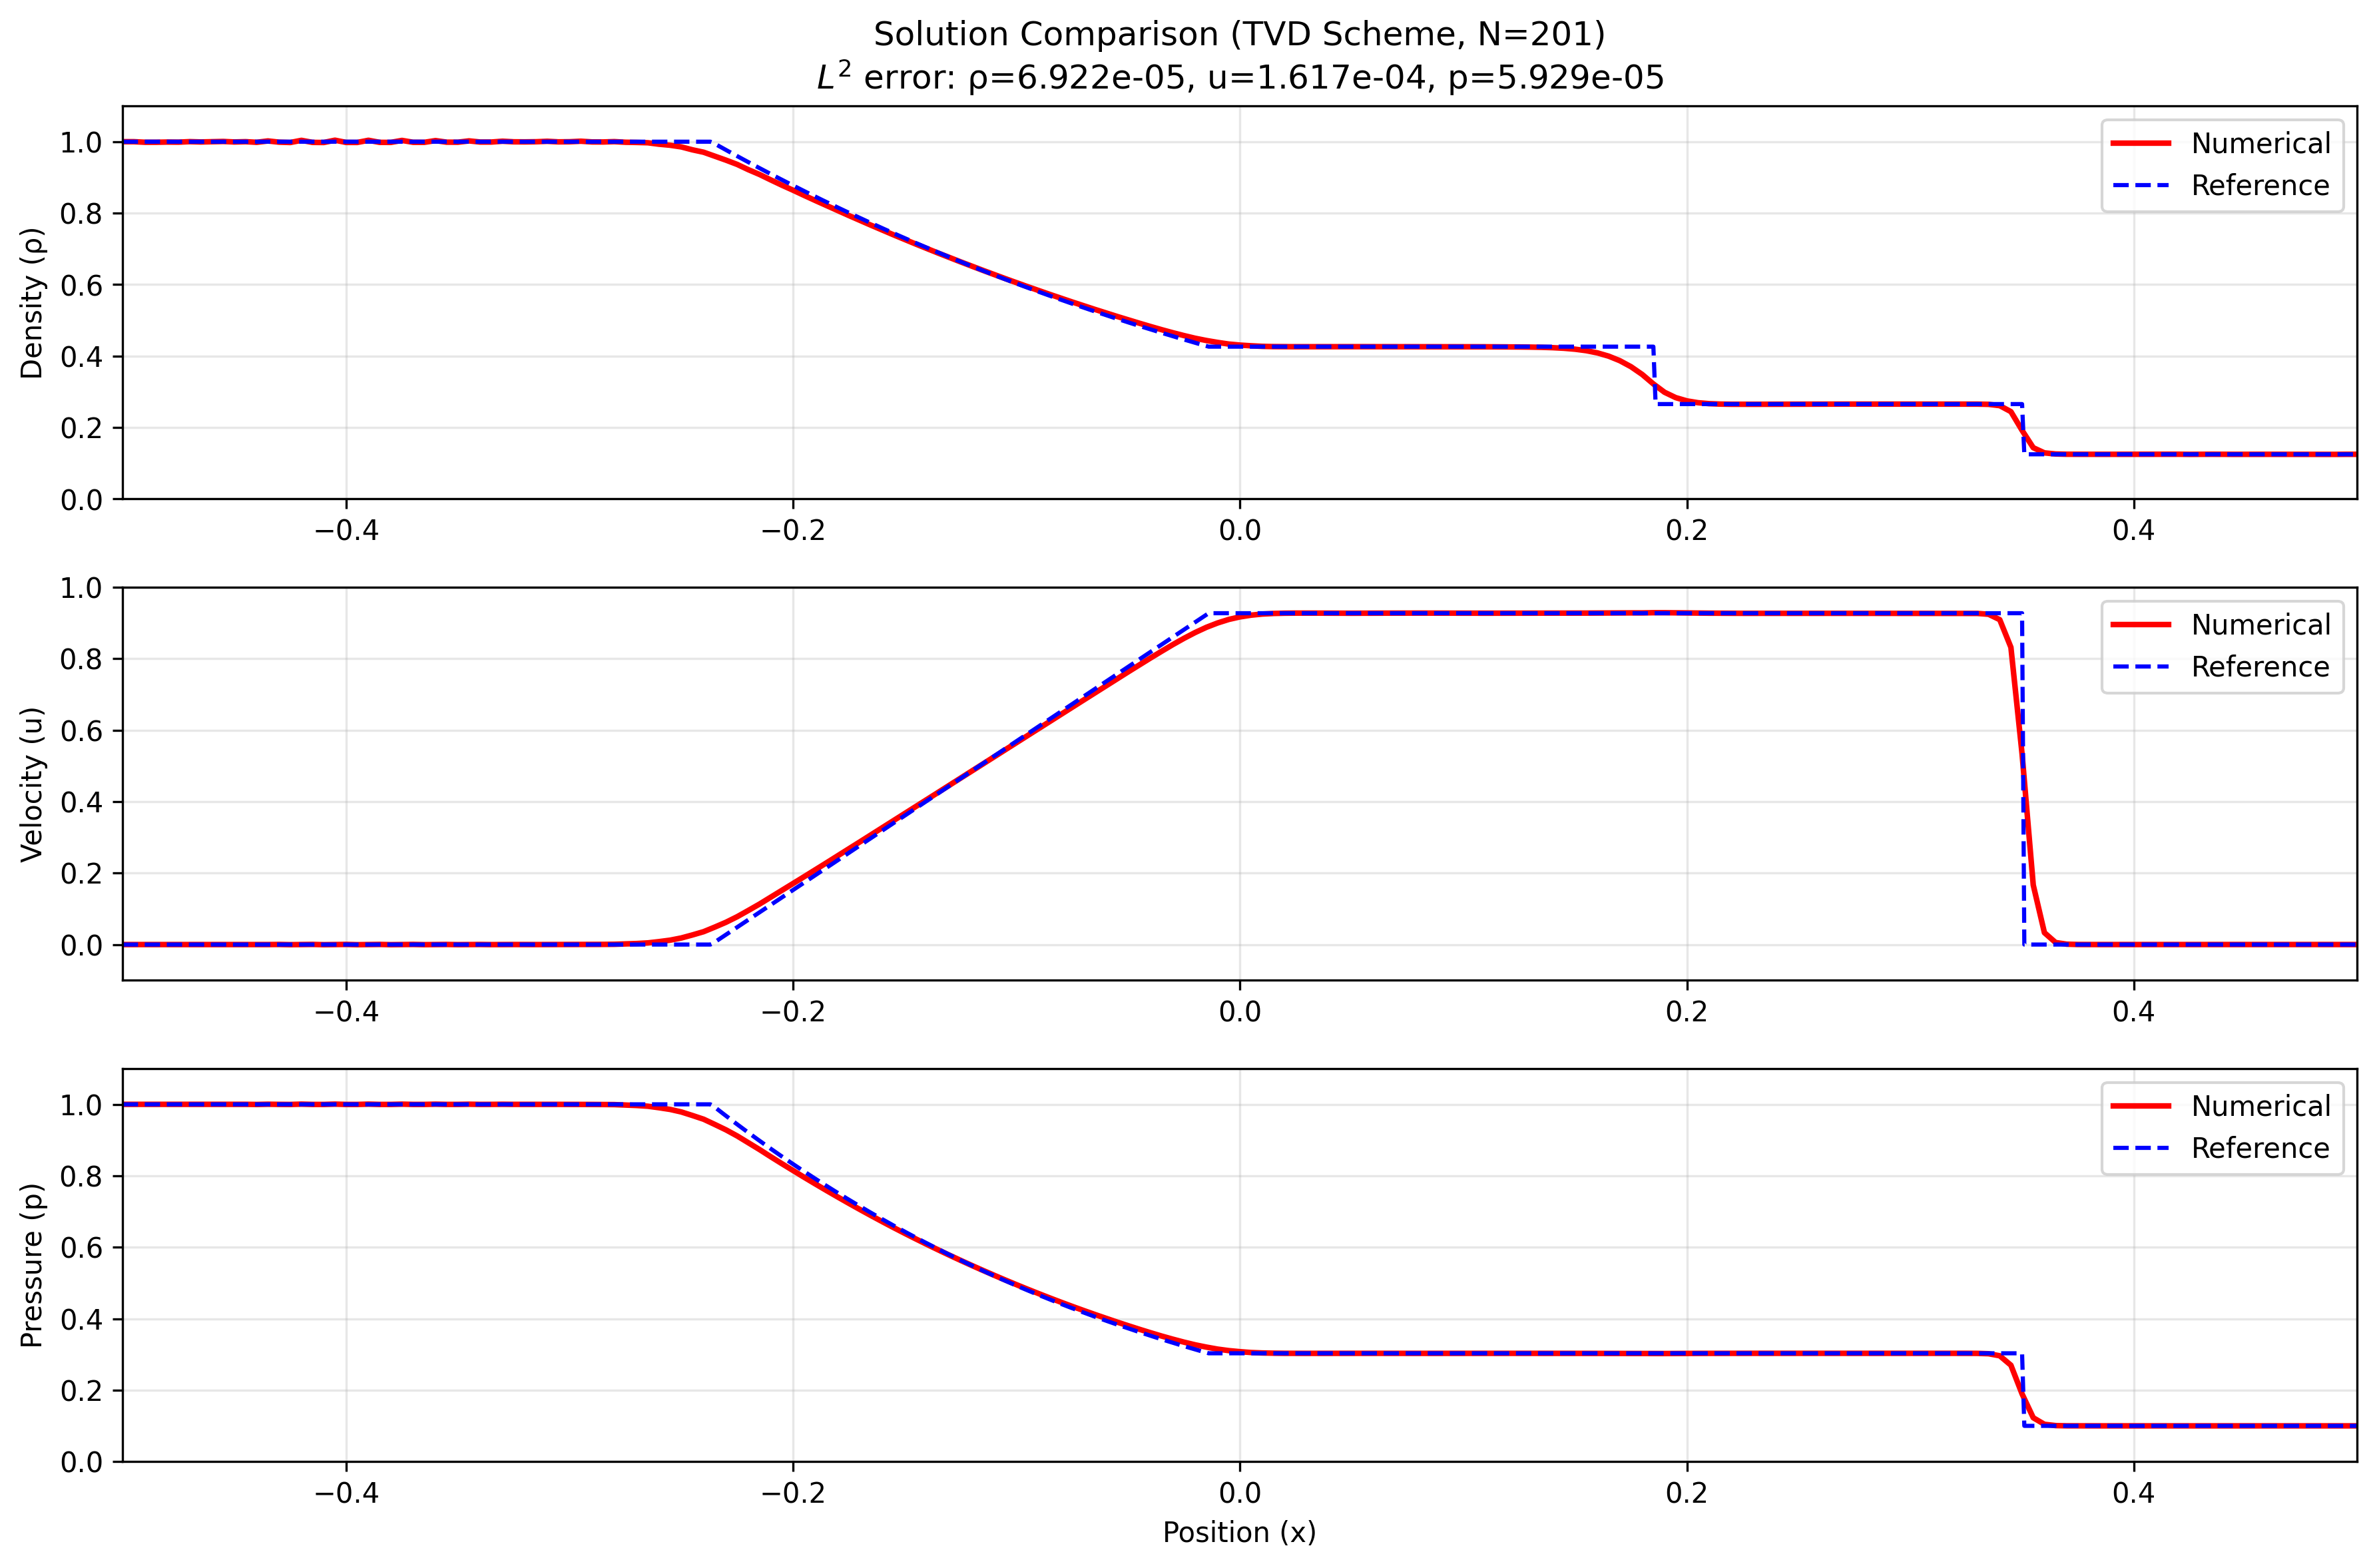 Solution Comparison (TVD Scheme, N=201)
L² error: ρ=6.922e-05, u=1.617e-04, p=5.929e-05
Density (ρ)
1.0
0.8
0.6
0.4
0.2
0.0
−0.4 −0.2 0.0 0.2 0.4
Numerical
Reference
Velocity (u)
1.0
0.8
0.6
0.4
0.2
0.0
−0.4 −0.2 0.0 0.2 0.4
Numerical
Reference
Pressure (p)
1.0
0.8
0.6
0.4
0.2
0.0
−0.4 −0.2 0.0 0.2 0.4
Numerical
Reference
Position (x)